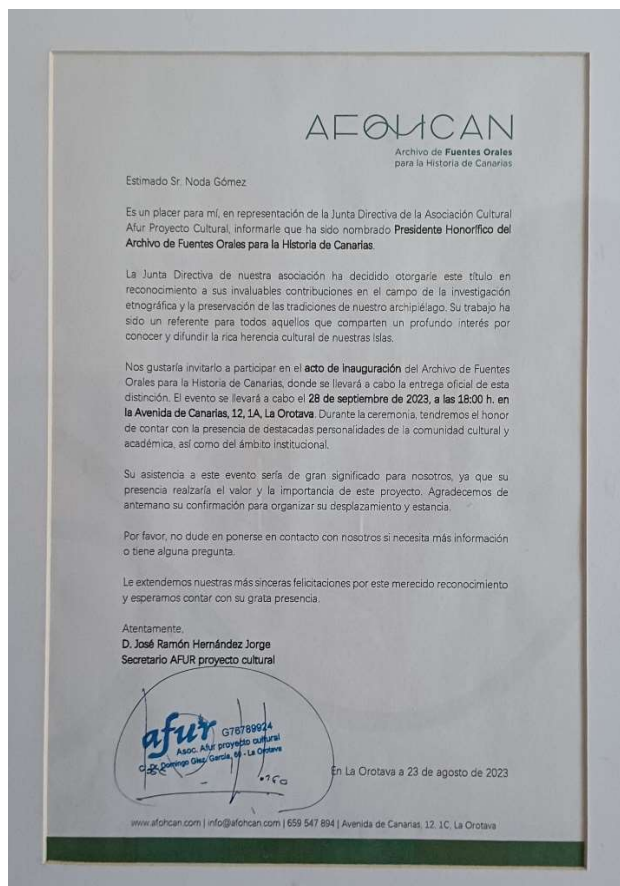 AFOHCAN
Archivo de Fuentes Orales
para la Historia de Canarias
Estimado Sr. Noda Gómez
Es un placer para mí, en representación de la Junta Directiva de la Asociación Cultural
Afur Proyecto Cultural, informarle que ha sido nombrado Presidente Honorífico del
Archivo de Fuentes Orales para la Historia de Canarias.
La Junta Directiva de nuestra asociación ha decidido otorgarle este título en
reconocimiento a sus invaluables contribuciones en el campo de la investigación
etnográfica y la preservación de las tradiciones de nuestro archipiélago. Su trabajo ha
sido un referente para todos aquellos que comparten un profundo interés por
conocer y difundir la rica herencia cultural de nuestras Islas.
Nos gustaría invitarlo a participar en el acto de inauguración del Archivo de Fuentes
Orales para la Historia de Canarias, donde se llevará a cabo la entrega oficial de esta
distinción. El evento se llevará a cabo el 28 de septiembre de 2023, a las 18:00 h. en
la Avenida de Canarias, 12, 1A, La Orotava. Durante la ceremonia, tendremos el honor
de contar con la presencia de destacadas personalidades de la comunidad cultural y
académica, así como del ámbito institucional.
Su asistencia a este evento sería de gran significado para nosotros, ya que su
presencia realzaría el valor y la importancia de este proyecto. Agradecemos de
antemano su confirmación para organizar su desplazamiento y estancia.
Por favor, no dude en ponerse en contacto con nosotros si necesita más información
o tiene alguna pregunta.
Le extendemos nuestras más sinceras felicitaciones por este merecido reconocimiento
y esperamos contar con su grata presencia.
Atentamente,
D. José Ramón Hernández Jorge
Secretario AFUR proyecto cultural
afur G76789924
Asoc. Afur proyecto cultural
Domingo Glez. García, 66 - La Orotava
En La Orotava a 23 de agosto de 2023
www.afohcan.com | info@afohcan.com | 659 547 894 | Avenida de Canarias, 12, 1C, La Orotava